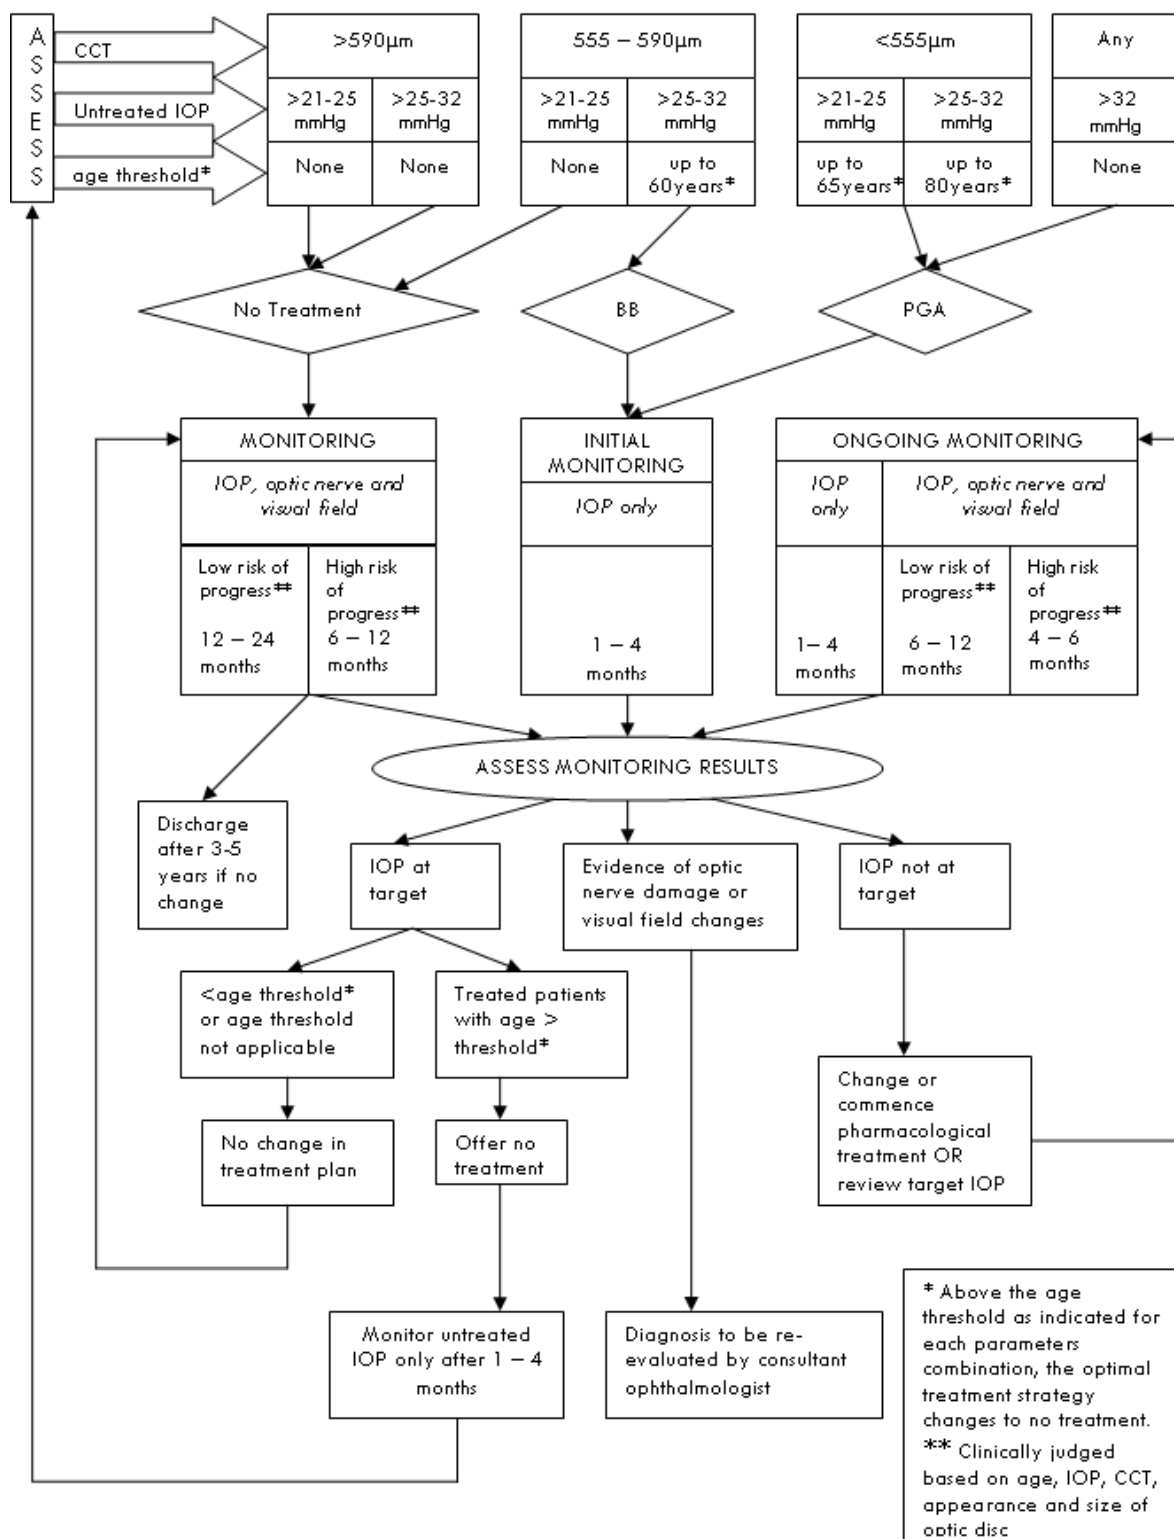 ASSESS
CCT
Untreated IOP
age threshold*
>590µm
555 – 590µm
<555µm
Any
>21-25
mmHg
>25-32
mmHg
>21-25
mmHg
>25-32
mmHg
>21-25
mmHg
>25-32
mmHg
>32
mmHg
None
None
None
up to
60years*
up to
65years*
up to
80years*
None
No Treatment
BB
PGA
MONITORING
IOP, optic nerve and
visual field
Low risk of
progress**
12 – 24
months
High risk
of
progress**
6 – 12
months
INITIAL
MONITORING
IOP only
1 – 4
months
ONGOING MONITORING
IOP
only
IOP, optic nerve and
visual field
1– 4
months
Low risk of
progress**
6 – 12
months
High risk
of
progress**
4 – 6
months
ASSESS MONITORING RESULTS
Discharge
after 3-5
years if no
change
IOP at
target
Evidence of optic
nerve damage or
visual field changes
IOP not at
target
<age threshold*
or age threshold
not applicable
Treated patients
with age >
threshold*
Change or
commence
pharmacological
treatment OR
review target IOP
No change in
treatment plan
Offer no
treatment
Monitor untreated
IOP only after 1 – 4
months
Diagnosis to be re-
evaluated by consultant
ophthalmologist
* Above the age
threshold as indicated for
each parameters
combination, the optimal
treatment strategy
changes to no treatment.
** Clinically judged
based on age, IOP, CCT,
appearance and size of
optic disc